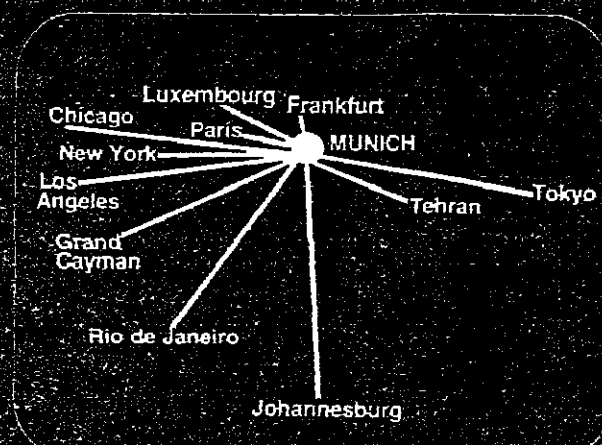 Luxembourg
Frankfurt
Chicago
Paris
MUNICH
New York
Los
Angeles
Tehran
Tokyo
Grand
Cayman
Rio de Janeiro
Johannesburg